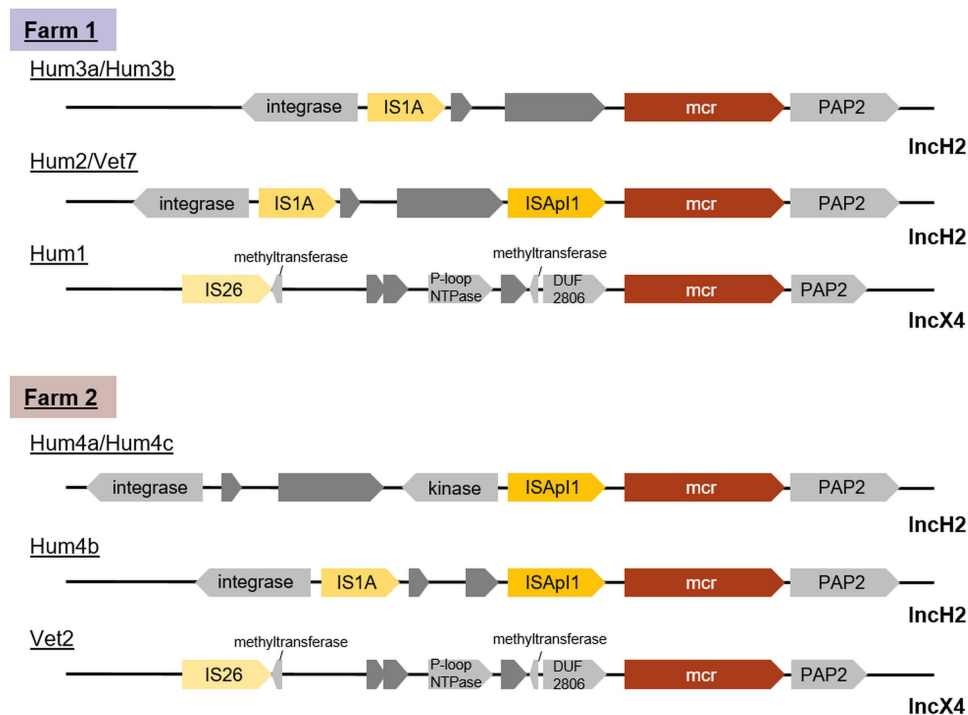 Farm 1
Hum3a/Hum3b
integrase IS1A mcr PAP2
IncH2
Hum2/Vet7
integrase IS1A ISApl1 mcr PAP2
IncH2
Hum1
methyltransferase methyltransferase
IS26 P-loop NTPase DUF 2806 mcr PAP2
IncX4
Farm 2
Hum4a/Hum4c
integrase kinase ISApl1 mcr PAP2
IncH2
Hum4b
integrase IS1A ISApl1 mcr PAP2
IncH2
Vet2
methyltransferase methyltransferase
IS26 P-loop NTPase DUF 2806 mcr PAP2
IncX4